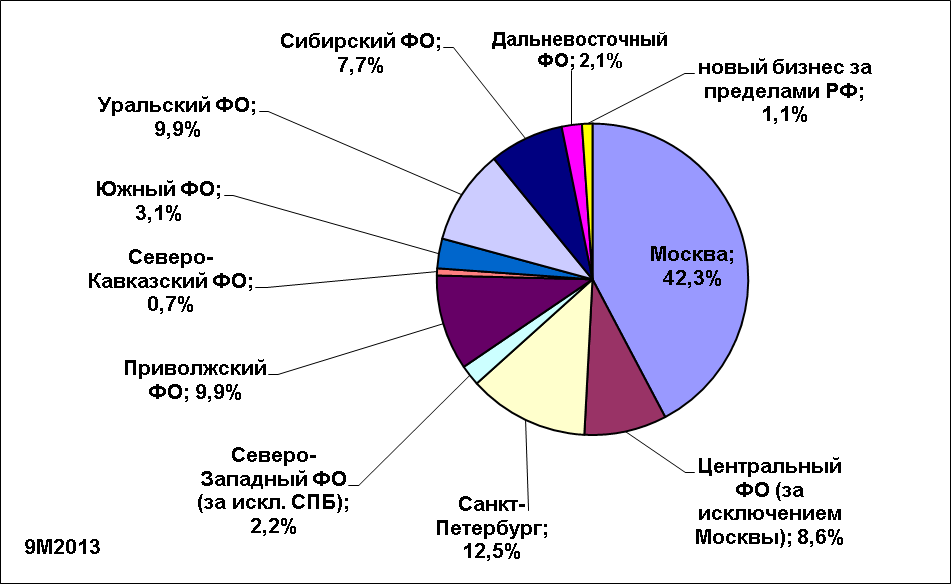 Сибирский ФО;
7,7%
Дальневосточный
ФО; 2,1%
новый бизнес за
пределами РФ;
1,1%
Уральский ФО;
9,9%
Южный ФО;
3,1%
Северо-
Кавказский ФО;
0,7%
Москва;
42,3%
Приволжский
ФО; 9,9%
Северо-
Западный ФО
(за искл. СПБ);
2,2%
Санкт-
Петербург;
12,5%
Центральный
ФО (за
исключением
Москвы); 8,6%
9М2013